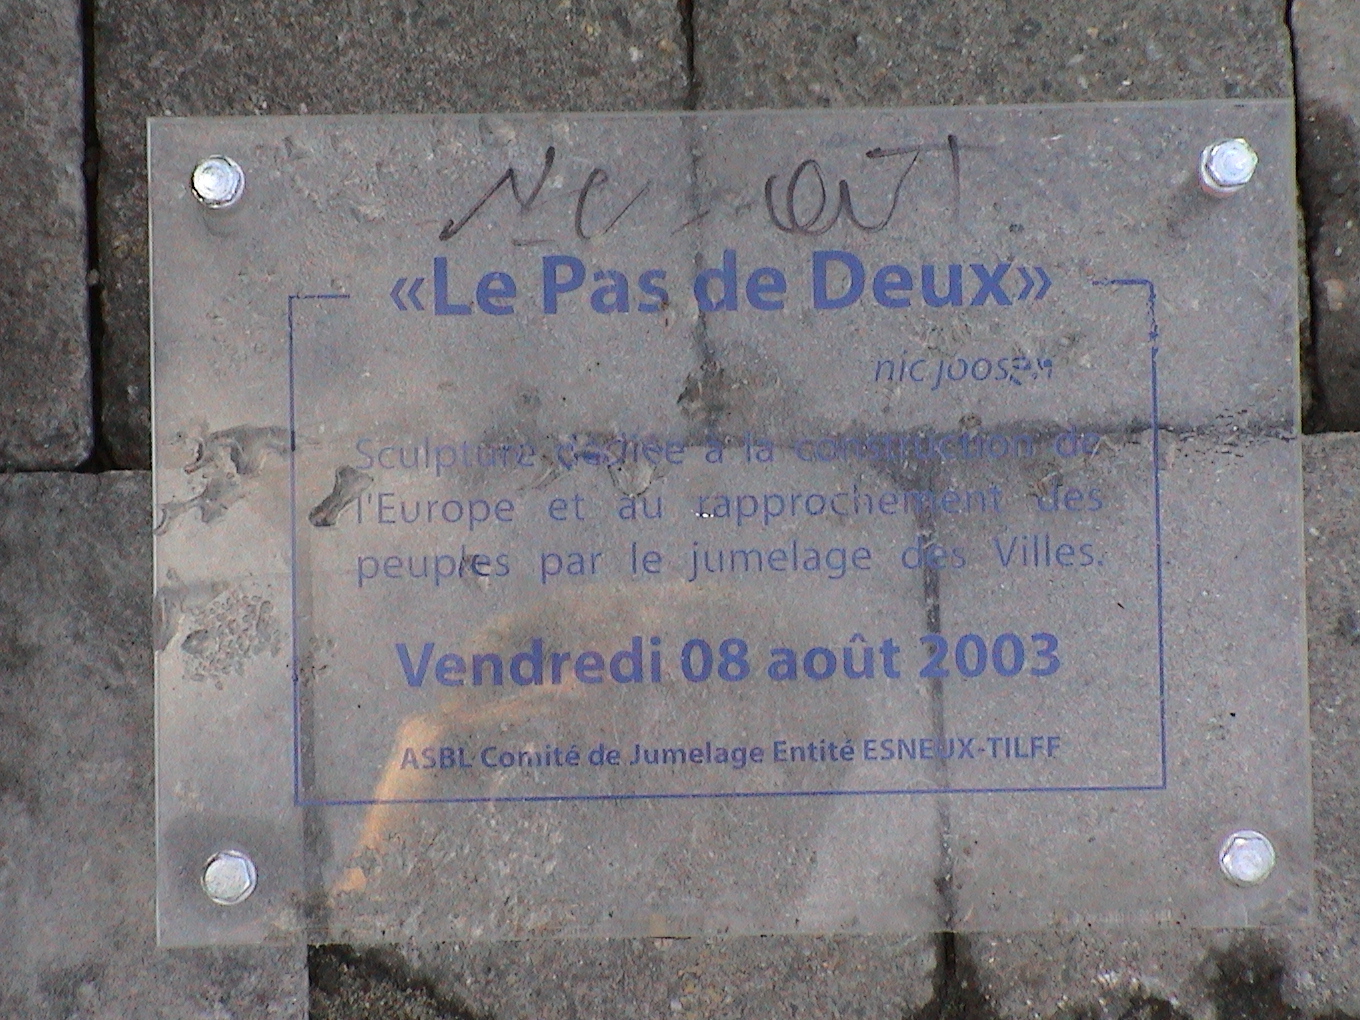 «Le Pas de Deux»
nic joosen
Sculpture dédiée à la construction de
l'Europe et au rapprochement des
peuples par le jumelage des Villes.
Vendredi 08 août 2003
ASBL Comité de Jumelage Entité ESNEUX-TILFF